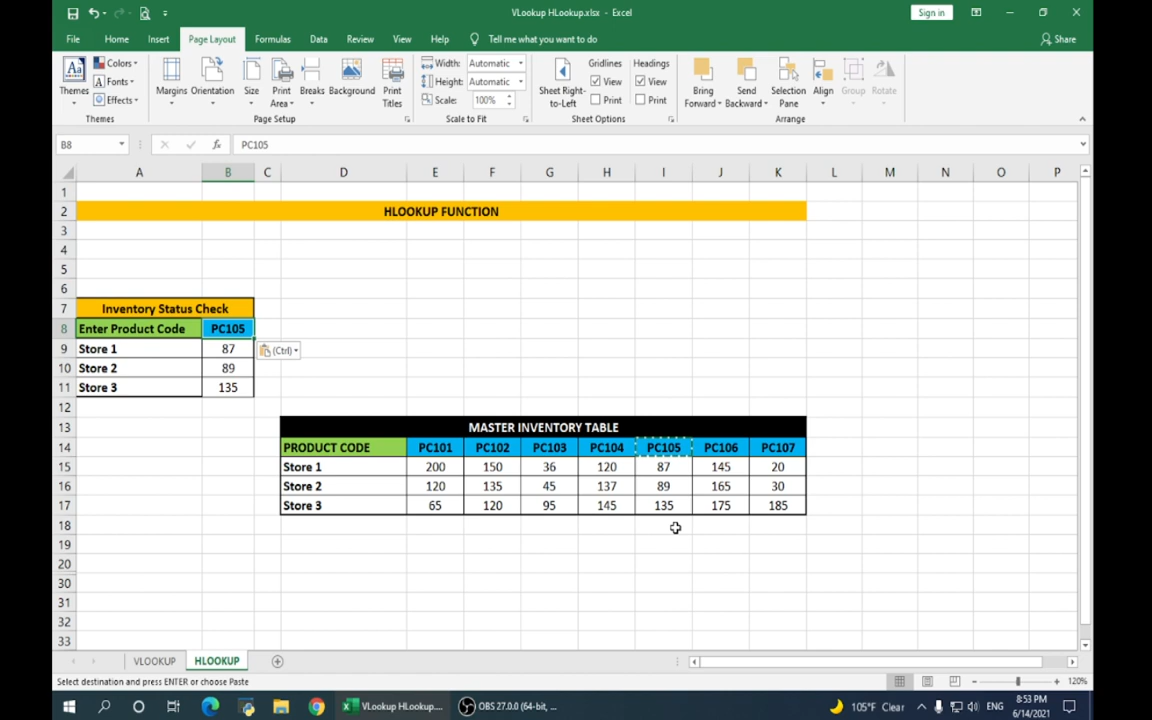 VLookup HLookup.xlsx - Excel
Sign in
File Home Insert Page Layout Formulas Data Review View Help Tell me what you want to do Share
Themes Colors Fonts Effects
Margins Orientation Size Print Area Breaks Background Print Titles
Width: Automatic
Height: Automatic
Scale: 100%
Gridlines Headings
View View
Print Print
Sheet Right-to-Left
Bring Forward Send Backward Selection Pane Align Group Rotate
Themes Page Setup Scale to Fit Sheet Options Arrange
B8 fx PC105
A B C D E F G H I J K L M N O P
1
2 HLOOKUP FUNCTION
3
4
5
6
7 Inventory Status Check
8 Enter Product Code PC105
9 Store 1 87 (Ctrl)
10 Store 2 89
11 Store 3 135
12
13 MASTER INVENTORY TABLE
14 PRODUCT CODE PC101 PC102 PC103 PC104 PC105 PC106 PC107
15 Store 1 200 150 36 120 87 145 20
16 Store 2 120 135 45 137 89 165 30
17 Store 3 65 120 95 145 135 175 185
18
19
20
30
31
32
33
VLOOKUP HLOOKUP
Select destination and press ENTER or choose Paste 120%
VLookup HLookup.... OBS 27.0.0 (64-bit, ... 105°F Clear ENG 8:53 PM
6/14/2021